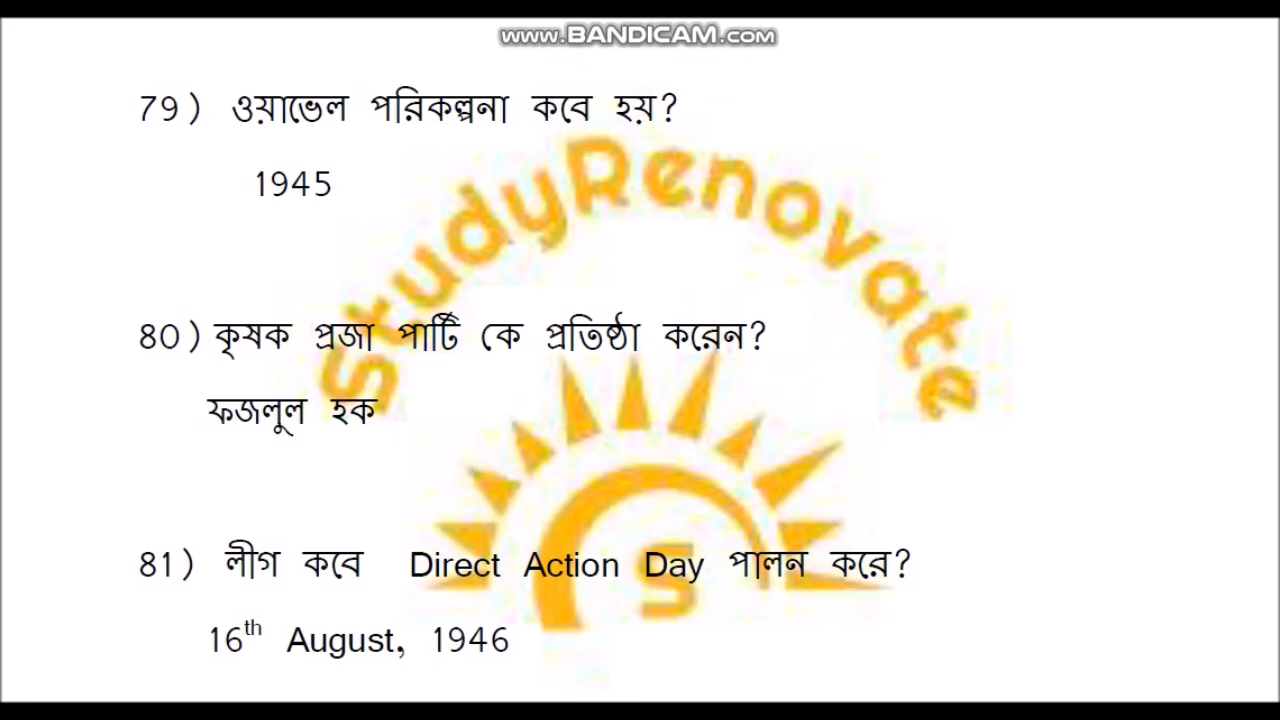 www.BANDICAM.com
79) ওয়াভেল পরিকল্পনা কবে হয়?
1945
StudyRenovate
80) কৃষক প্রজা পার্টি কে প্রতিষ্ঠা করেন?
ফজলুল হক
81) লীগ কবে Direct Action Day পালন করে?
S
16th August, 1946